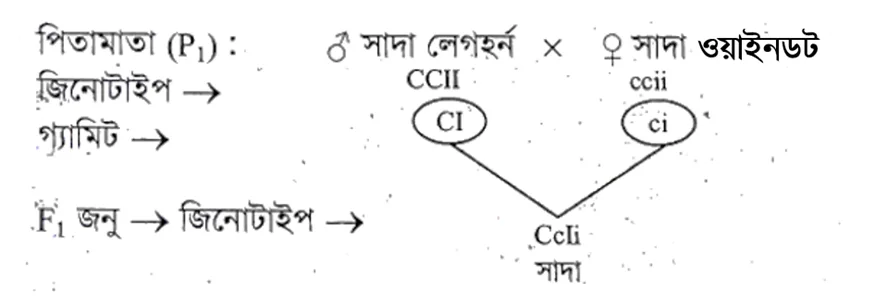 পিতামাতা (P₁) : ♂ সাদা লেগহর্ন × ♀ সাদা ওয়াইনডট
জিনোটাইপ → CCII ccii
গ্যামিট → CI ci
F₁ জনু → জিনোটাইপ → CcIi
সাদা